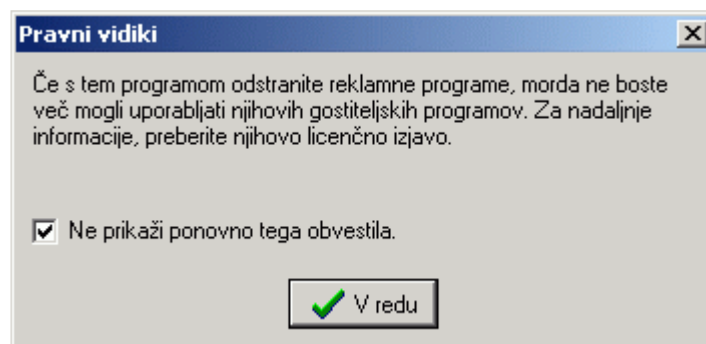 Pravni vidiki
Če s tem programom odstranite reklamne programe, morda ne boste
več mogli uporabljati njihovih gostiteljskih programov. Za nadaljnje
informacije, preberite njihovo licenčno izjavo.
Ne prikaži ponovno tega obvestila.
V redu